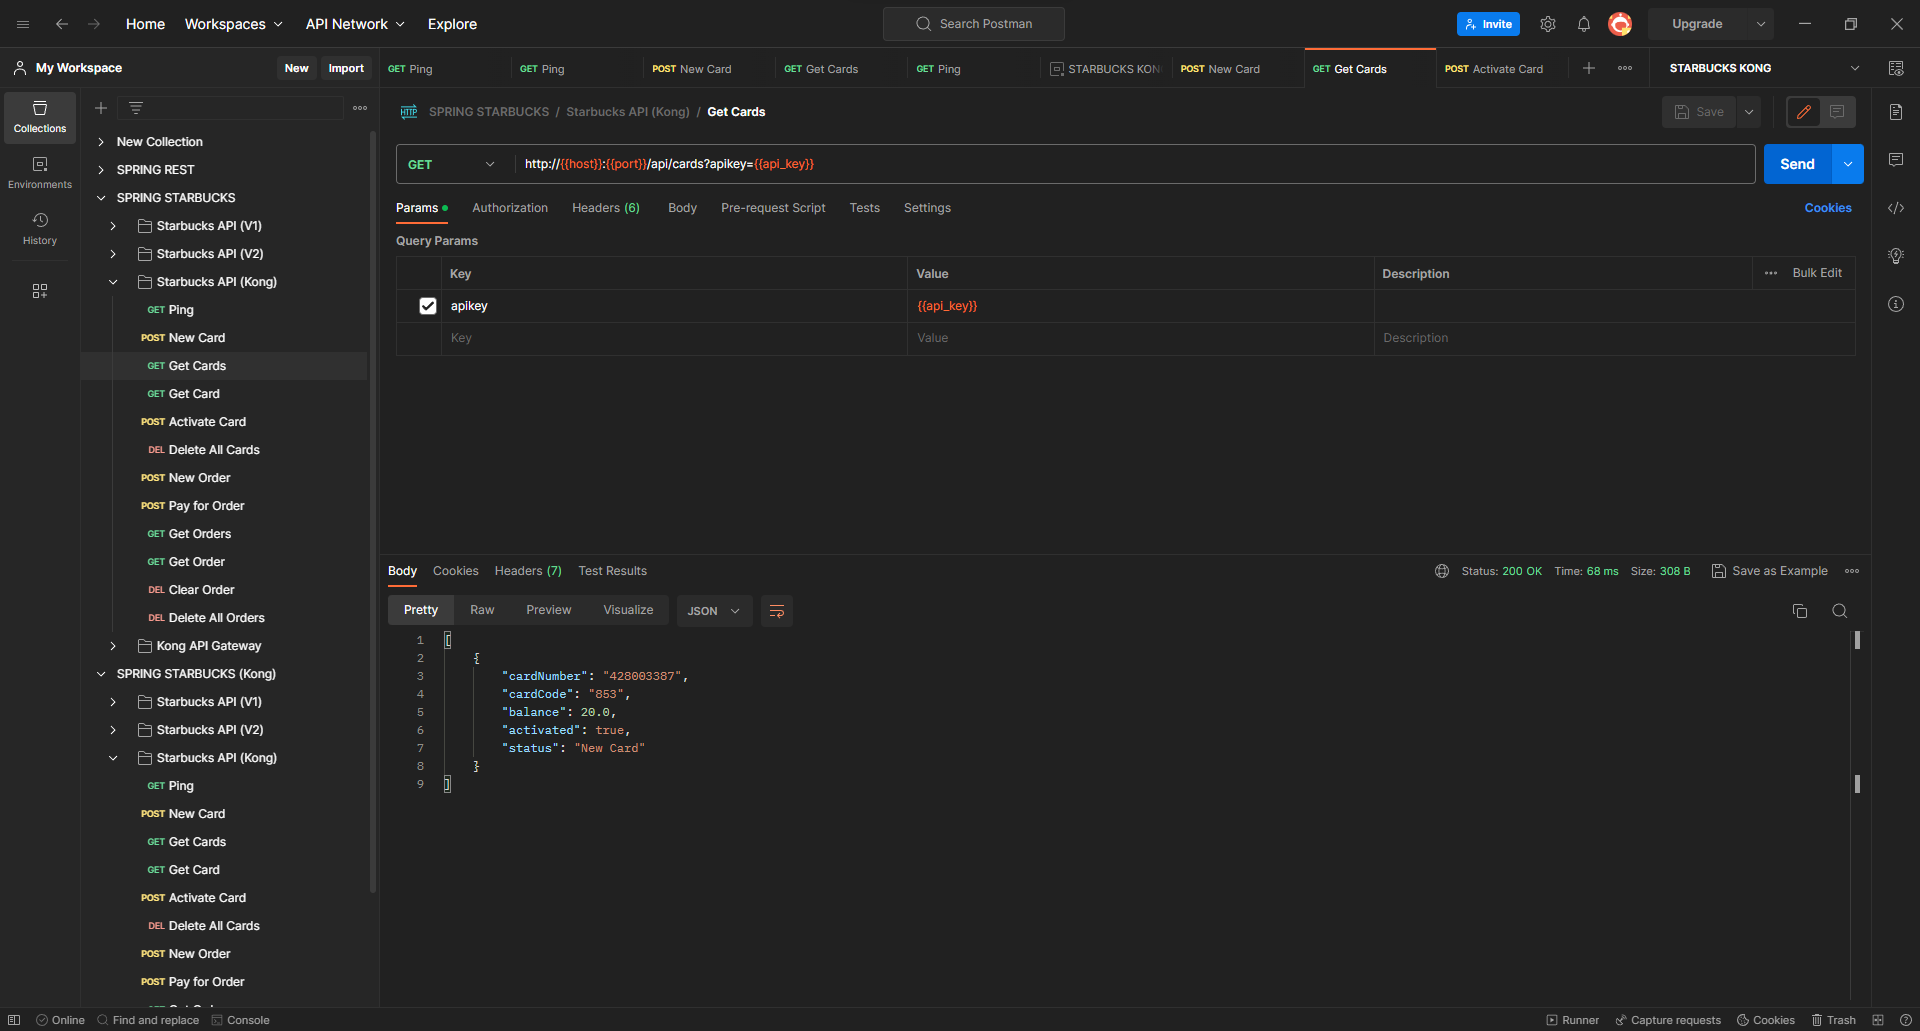 Home Workspaces API Network Explore Search Postman Invite Upgrade
My Workspace New Import GET Ping GET Ping POST New Card GET Get Cards GET Ping STARBUCKS KON POST New Card GET Get Cards POST Activate Card STARBUCKS KONG
Collections
Environments
History
New Collection
SPRING REST
SPRING STARBUCKS
Starbucks API (V1)
Starbucks API (V2)
Starbucks API (Kong)
GET Ping
POST New Card
GET Get Cards
GET Get Card
POST Activate Card
DEL Delete All Cards
POST New Order
POST Pay for Order
GET Get Orders
GET Get Order
DEL Clear Order
DEL Delete All Orders
Kong API Gateway
SPRING STARBUCKS (Kong)
Starbucks API (V1)
Starbucks API (V2)
Starbucks API (Kong)
GET Ping
POST New Card
GET Get Cards
GET Get Card
POST Activate Card
DEL Delete All Cards
POST New Order
POST Pay for Order
HTTP SPRING STARBUCKS / Starbucks API (Kong) / Get Cards Save
GET http://{{host}}:{{port}}/api/cards?apikey={{api_key}} Send
Params Authorization Headers (6) Body Pre-request Script Tests Settings Cookies
Query Params
Key Value Description Bulk Edit
apikey {{api_key}}
Key Value Description
Body Cookies Headers (7) Test Results Status: 200 OK Time: 68 ms Size: 308 B Save as Example
Pretty Raw Preview Visualize JSON
1 [
2 {
3 "cardNumber": "428003387",
4 "cardCode": "853",
5 "balance": 20.0,
6 "activated": true,
7 "status": "New Card"
8 }
9 ]
Online Find and replace Console Runner Capture requests Cookies Trash